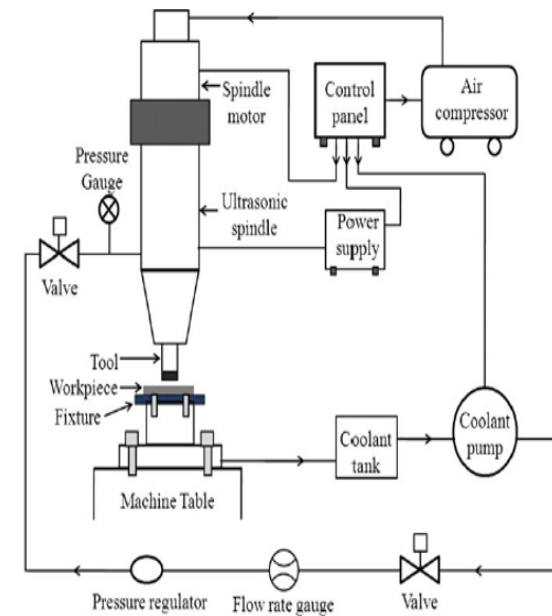 Spindle
motor
Control
panel
Air
compressor
Pressure
Gauge
Ultrasonic
spindle
Power
supply
Valve
Tool
Workpiece
Fixture
Coolant
tank
Coolant
pump
Machine Table
Pressure regulator
Flow rate gauge
Valve